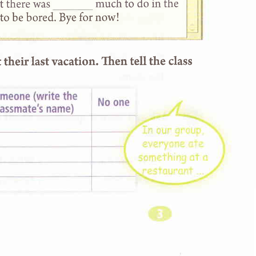 t there was ______ much to do in the
to be bored. Bye for now!
their last vacation. Then tell the class
meone (write the
assmate's name)
No one
In our group,
everyone ate
something at a
restaurant ...
3